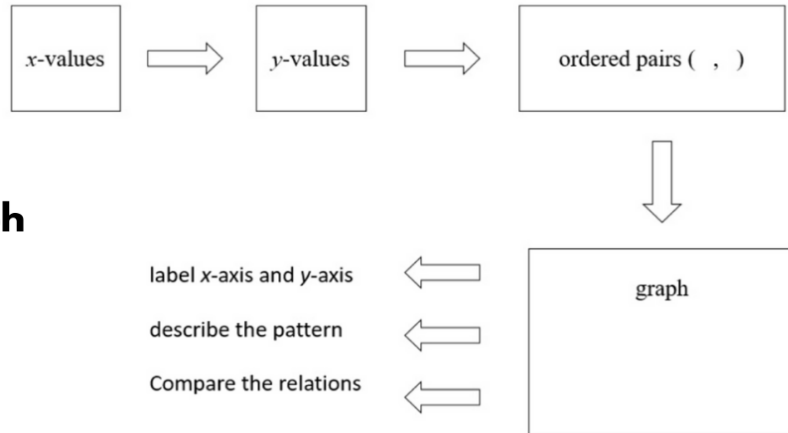 x-values
y-values
ordered pairs ( , )
h
graph
label x-axis and y-axis
describe the pattern
Compare the relations